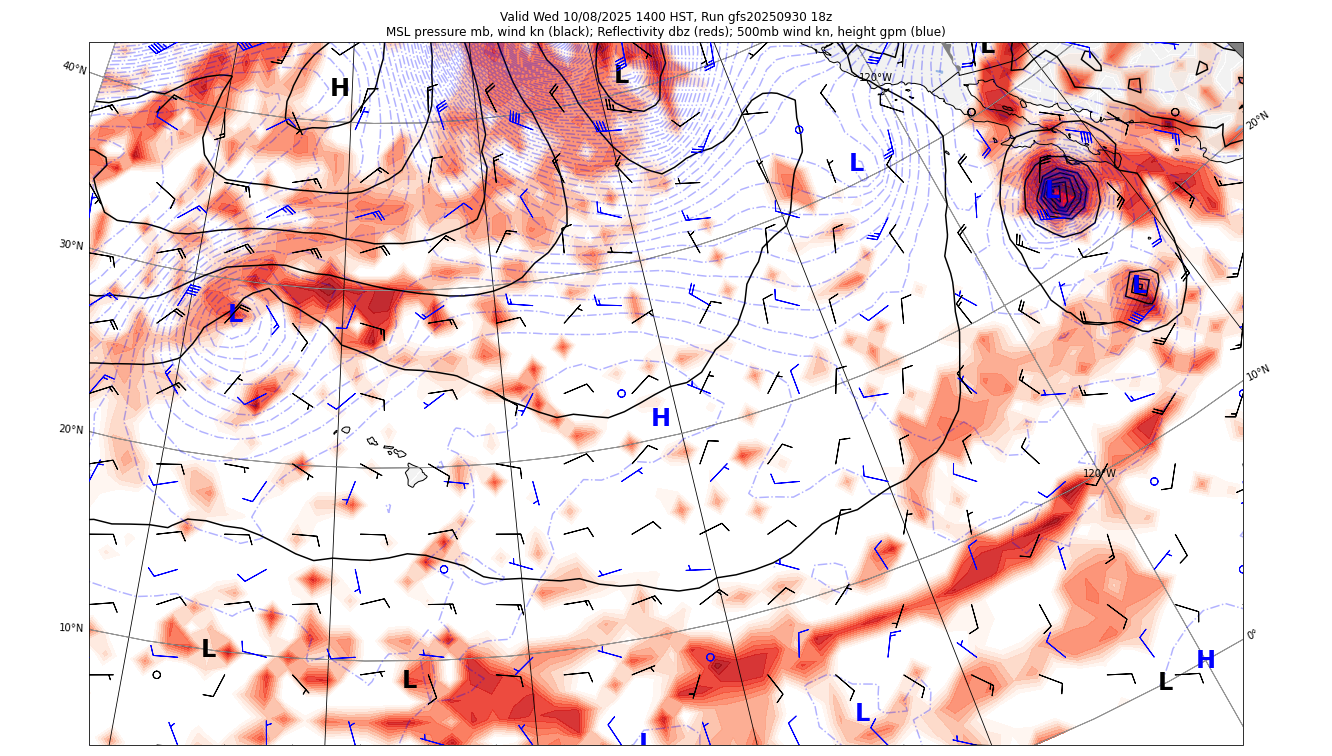 Valid Wed 10/08/2025 1400 HST, Run gfs20250930 18z
MSL pressure mb, wind kn (black); Reflectivity dbz (reds); 500mb wind kn, height gpm (blue)
L
40°N
L
120°W
H
20°N
L
L
30°N
L
L
10°N
H
20°N
120°W
10°N
0°
L
H
L
L
L
L